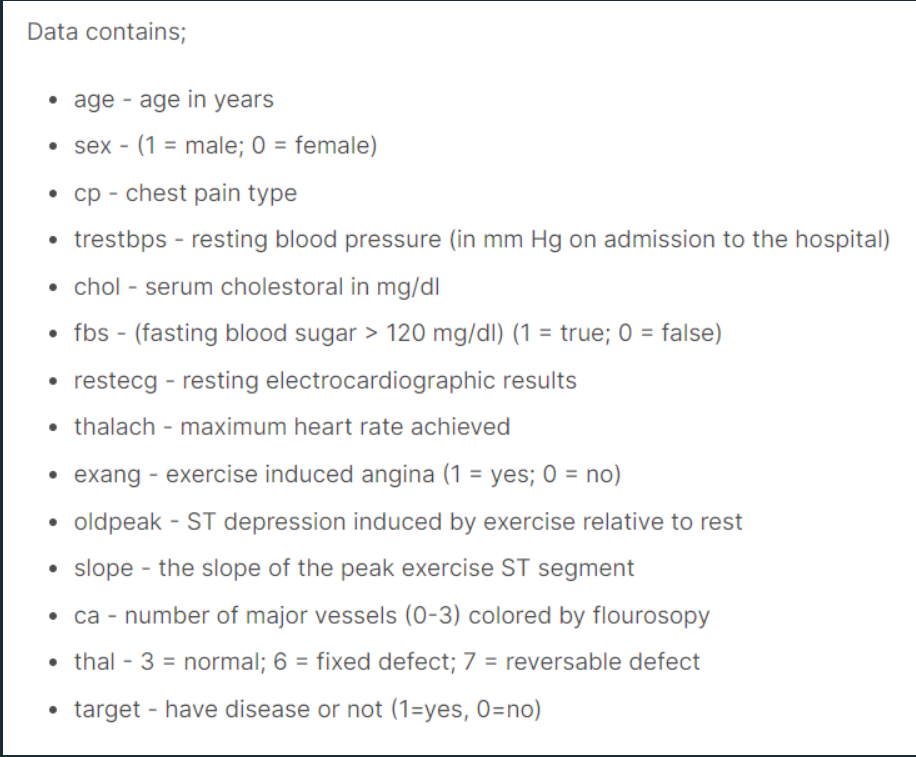 Data contains;
• age - age in years
• sex - (1 = male; 0 = female)
• cp - chest pain type
• trestbps - resting blood pressure (in mm Hg on admission to the hospital)
• chol - serum cholestoral in mg/dl
• fbs - (fasting blood sugar > 120 mg/dl) (1 = true; 0 = false)
• restecg - resting electrocardiographic results
• thalach - maximum heart rate achieved
• exang - exercise induced angina (1 = yes; 0 = no)
• oldpeak - ST depression induced by exercise relative to rest
• slope - the slope of the peak exercise ST segment
• ca - number of major vessels (0-3) colored by flourosopy
• thal - 3 = normal; 6 = fixed defect; 7 = reversable defect
• target - have disease or not (1=yes, 0=no)